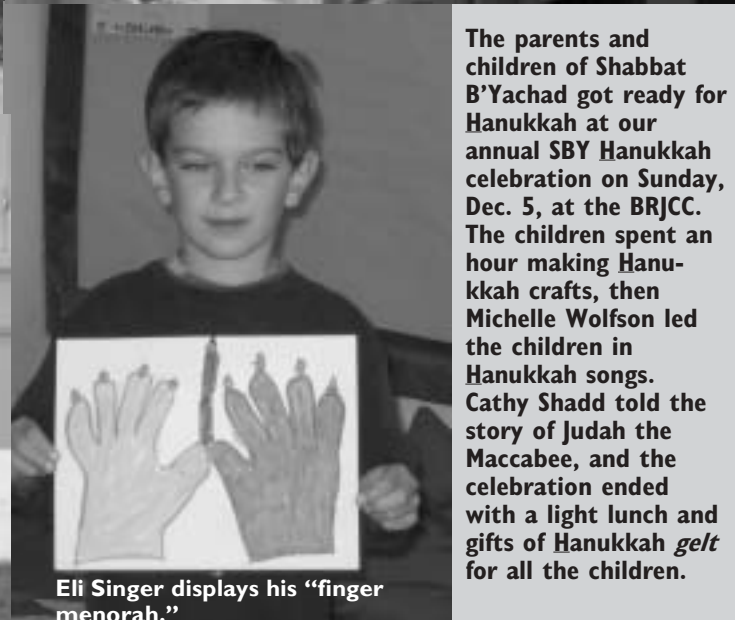 The parents and
children of Shabbat
B'Yachad got ready for
Hanukkah at our
annual SBY Hanukkah
celebration on Sunday,
Dec. 5, at the BRJCC.
The children spent an
hour making Hanu-
kkah crafts, then
Michelle Wolfson led
the children in
Hanukkah songs.
Cathy Shadd told the
story of Judah the
Maccabee, and the
celebration ended
with a light lunch and
gifts of Hanukkah gelt
for all the children.
Eli Singer displays his “finger
menorah.”